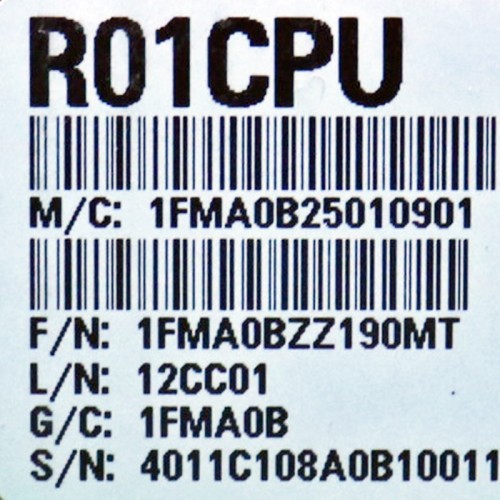 R01CPU
M/C: 1FMA0B25010901
F/N: 1FMA0BZZ190MT
L/N: 12CC01
G/C: 1FMA0B
S/N: 4011C108A0B10011